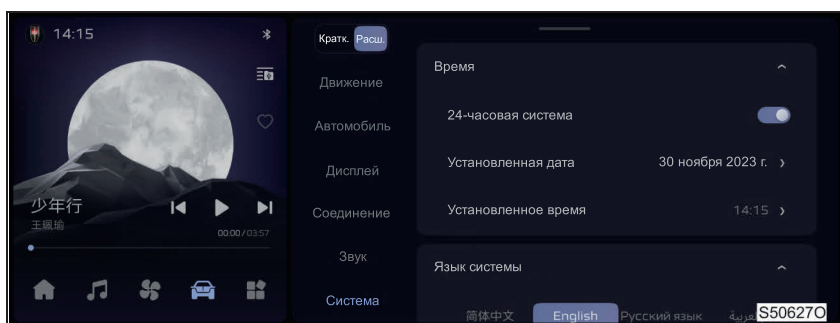 14:15
少年行
王珮瑜
00:00 / 03:57
Кратк. Расш.
Движение
Автомобиль
Дисплей
Соединение
Звук
Система
Время
24-часовая система
Установленная дата 30 ноября 2023 г.
Установленное время 14:15
Язык системы
简体中文 English Русский язык
S50627O